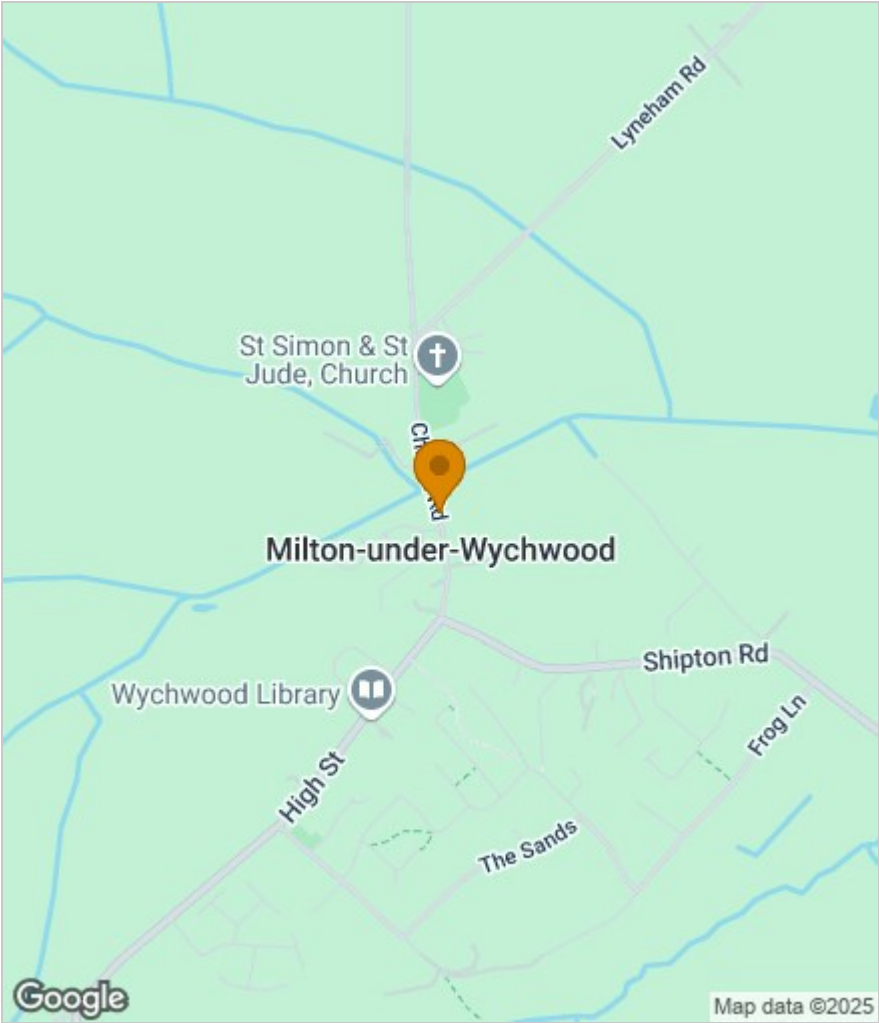 Lyneham Rd
St Simon & St
Jude, Church
Milton-under-Wychwood
Shipton Rd
Wychwood Library
Frog Ln
High St
The Sands
Google
Map data ©2025